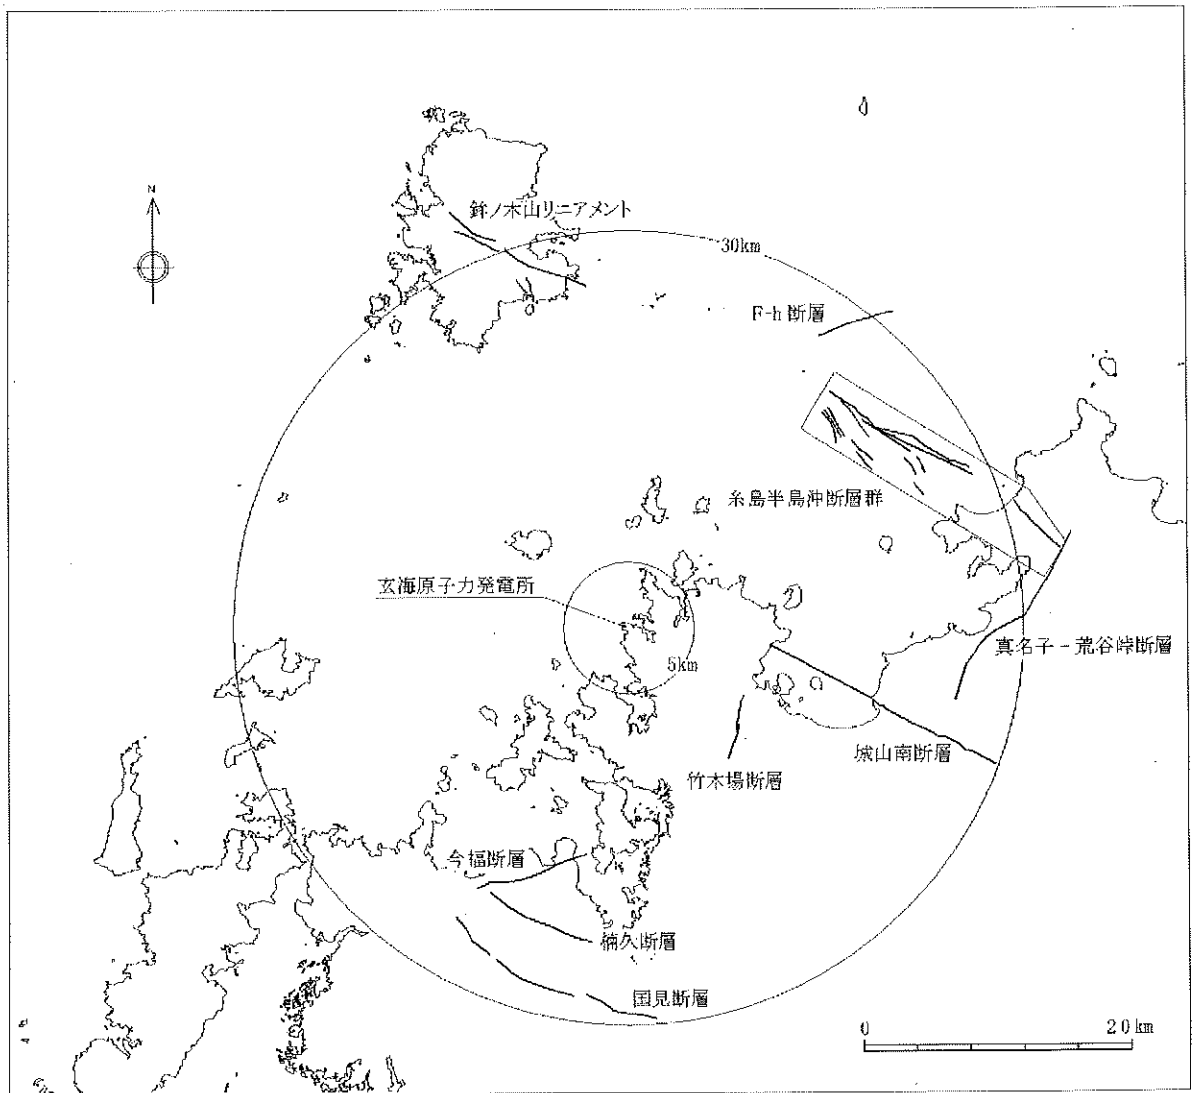 N
鉾ノ木山リニアメント
30km
F-h断層
糸島半島沖断層群
玄海原子力発電所
5km
真名子－荒谷峠断層
城山南断層
竹木場断層
今福断層
楠久断層
国見断層
0 20km